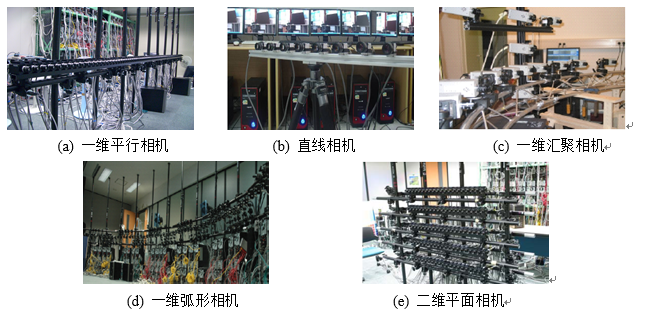 (a) 一维平行相机
(b) 直线相机
(c) 一维汇聚相机
(d) 一维弧形相机
(e) 二维平面相机